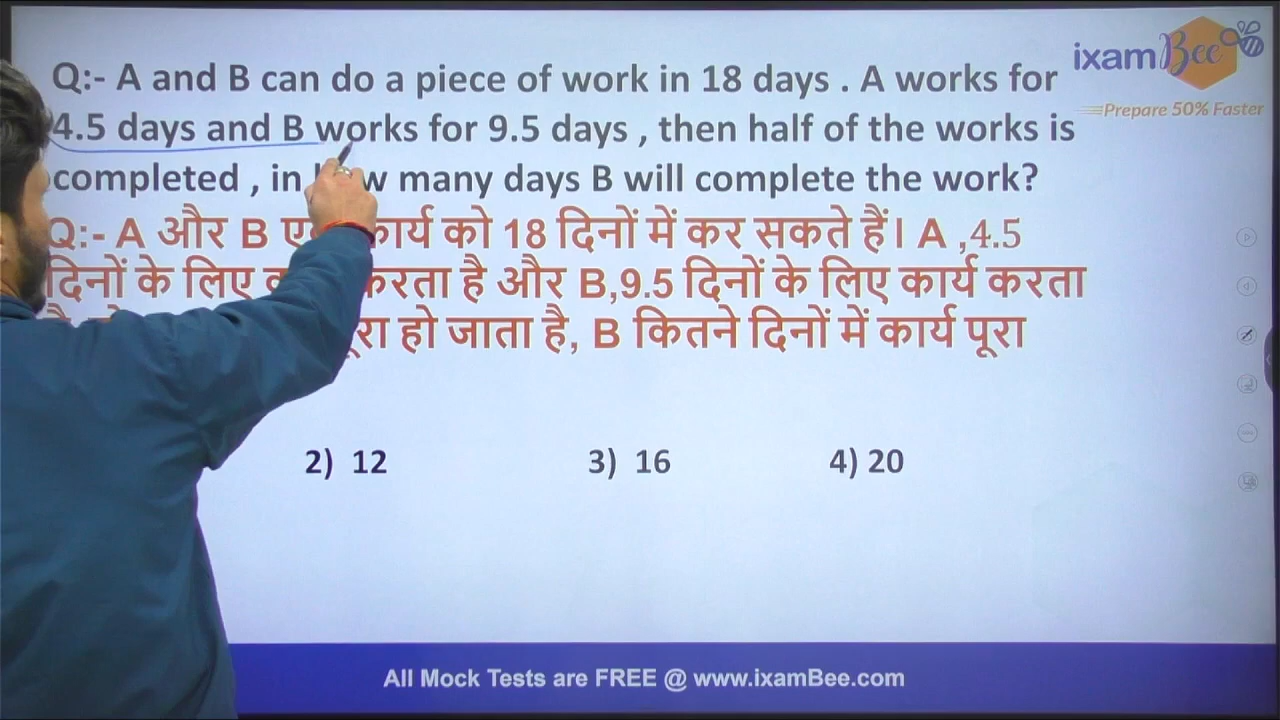 ixamBee
Prepare 50% Faster
Q:- A and B can do a piece of work in 18 days . A works for
4.5 days and B works for 9.5 days , then half of the works is
completed , in many days B will complete the work?
Q:- A और B कार्य को 18 दिनों में कर सकते हैं। A ,4.5
दिनों के लिए करता है और B,9.5 दिनों के लिए कार्य करता
हो जाता है, B कितने दिनों में कार्य पूरा
2) 12 3) 16 4) 20
All Mock Tests are FREE @ www.ixamBee.com